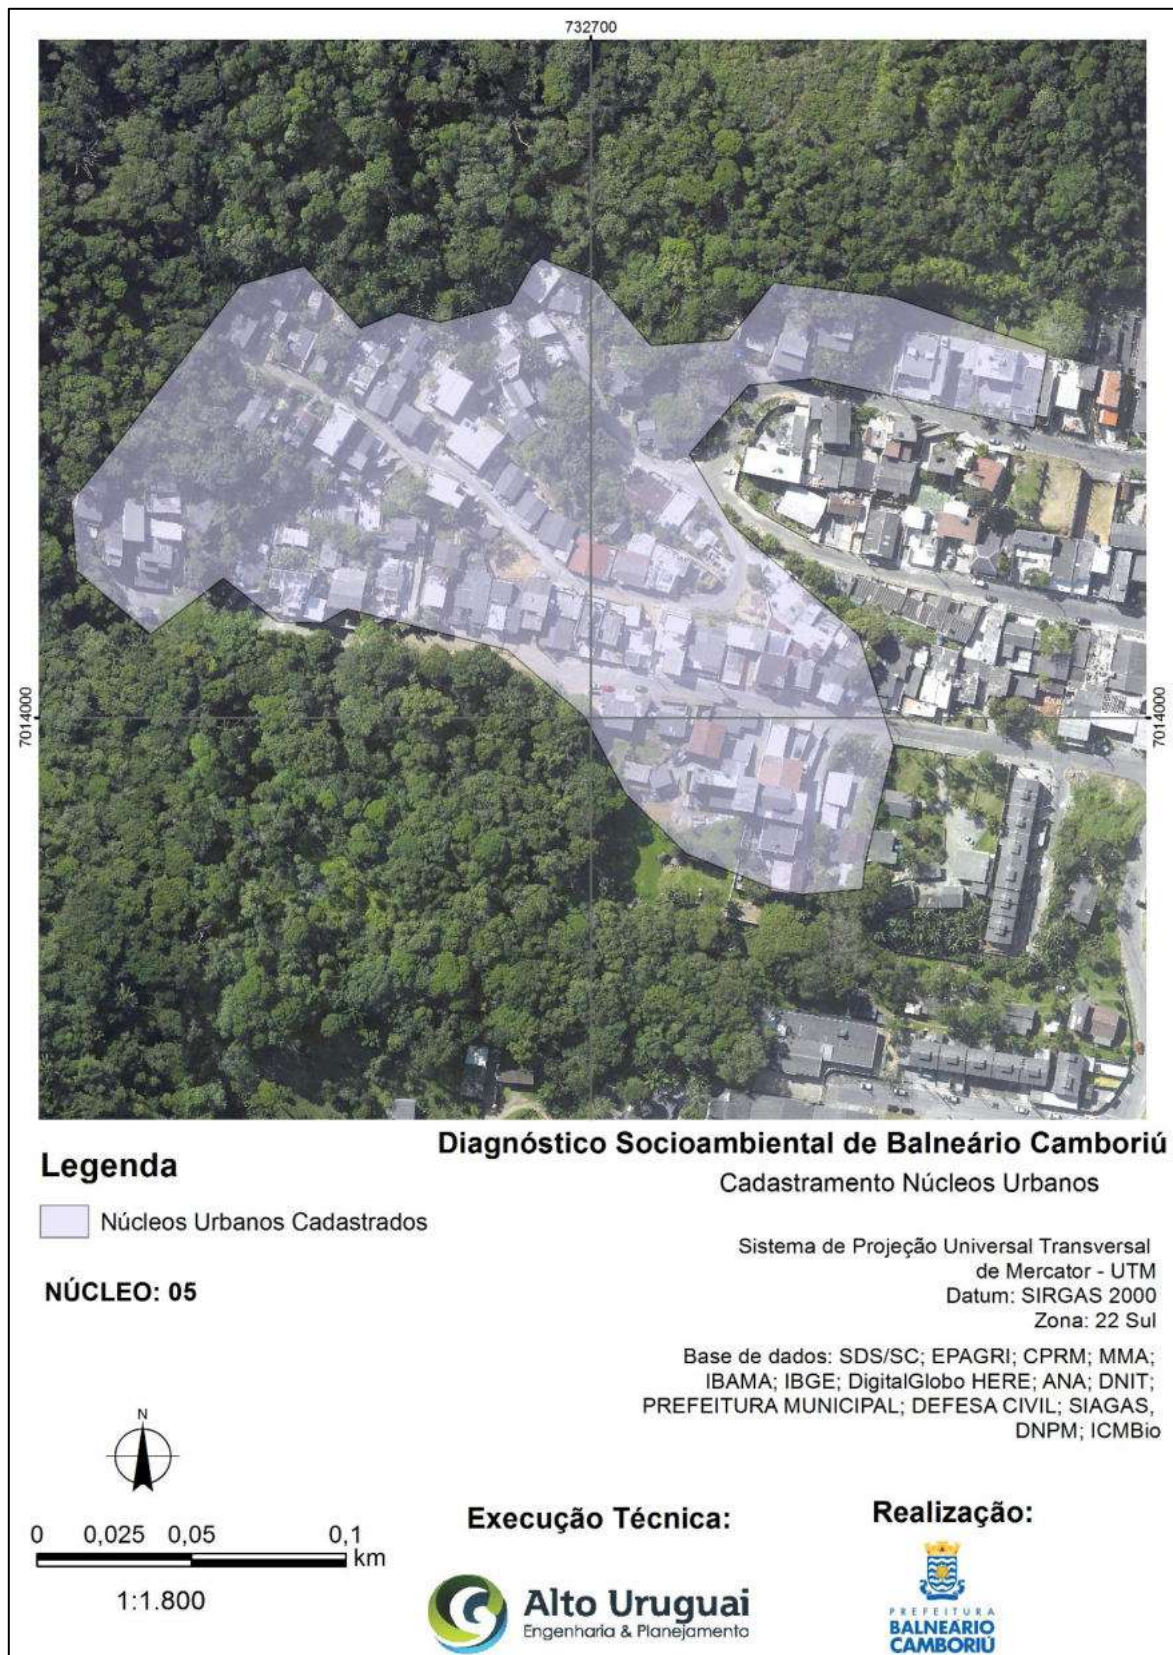 732700
7014000
7014000
Legenda
Núcleos Urbanos Cadastrados
NÚCLEO: 05
Diagnóstico Socioambiental de Balneário Camboriú
Cadastramento Núcleos Urbanos
Sistema de Projeção Universal Transversal
de Mercator - UTM
Datum: SIRGAS 2000
Zona: 22 Sul
Base de dados: SDS/SC; EPAGRI; CPRM; MMA;
IBAMA; IBGE; DigitalGlobo HERE; ANA; DNIT;
PREFEITURA MUNICIPAL; DEFESA CIVIL; SIAGAS,
DNPM; ICMBio
N
0 0,025 0,05 0,1
km
1:1.800
Execução Técnica:
Alto Uruguai
Engenharia & Planejamento
Realização:
PREFEITURA
BALNEÁRIO
CAMBORIÚ